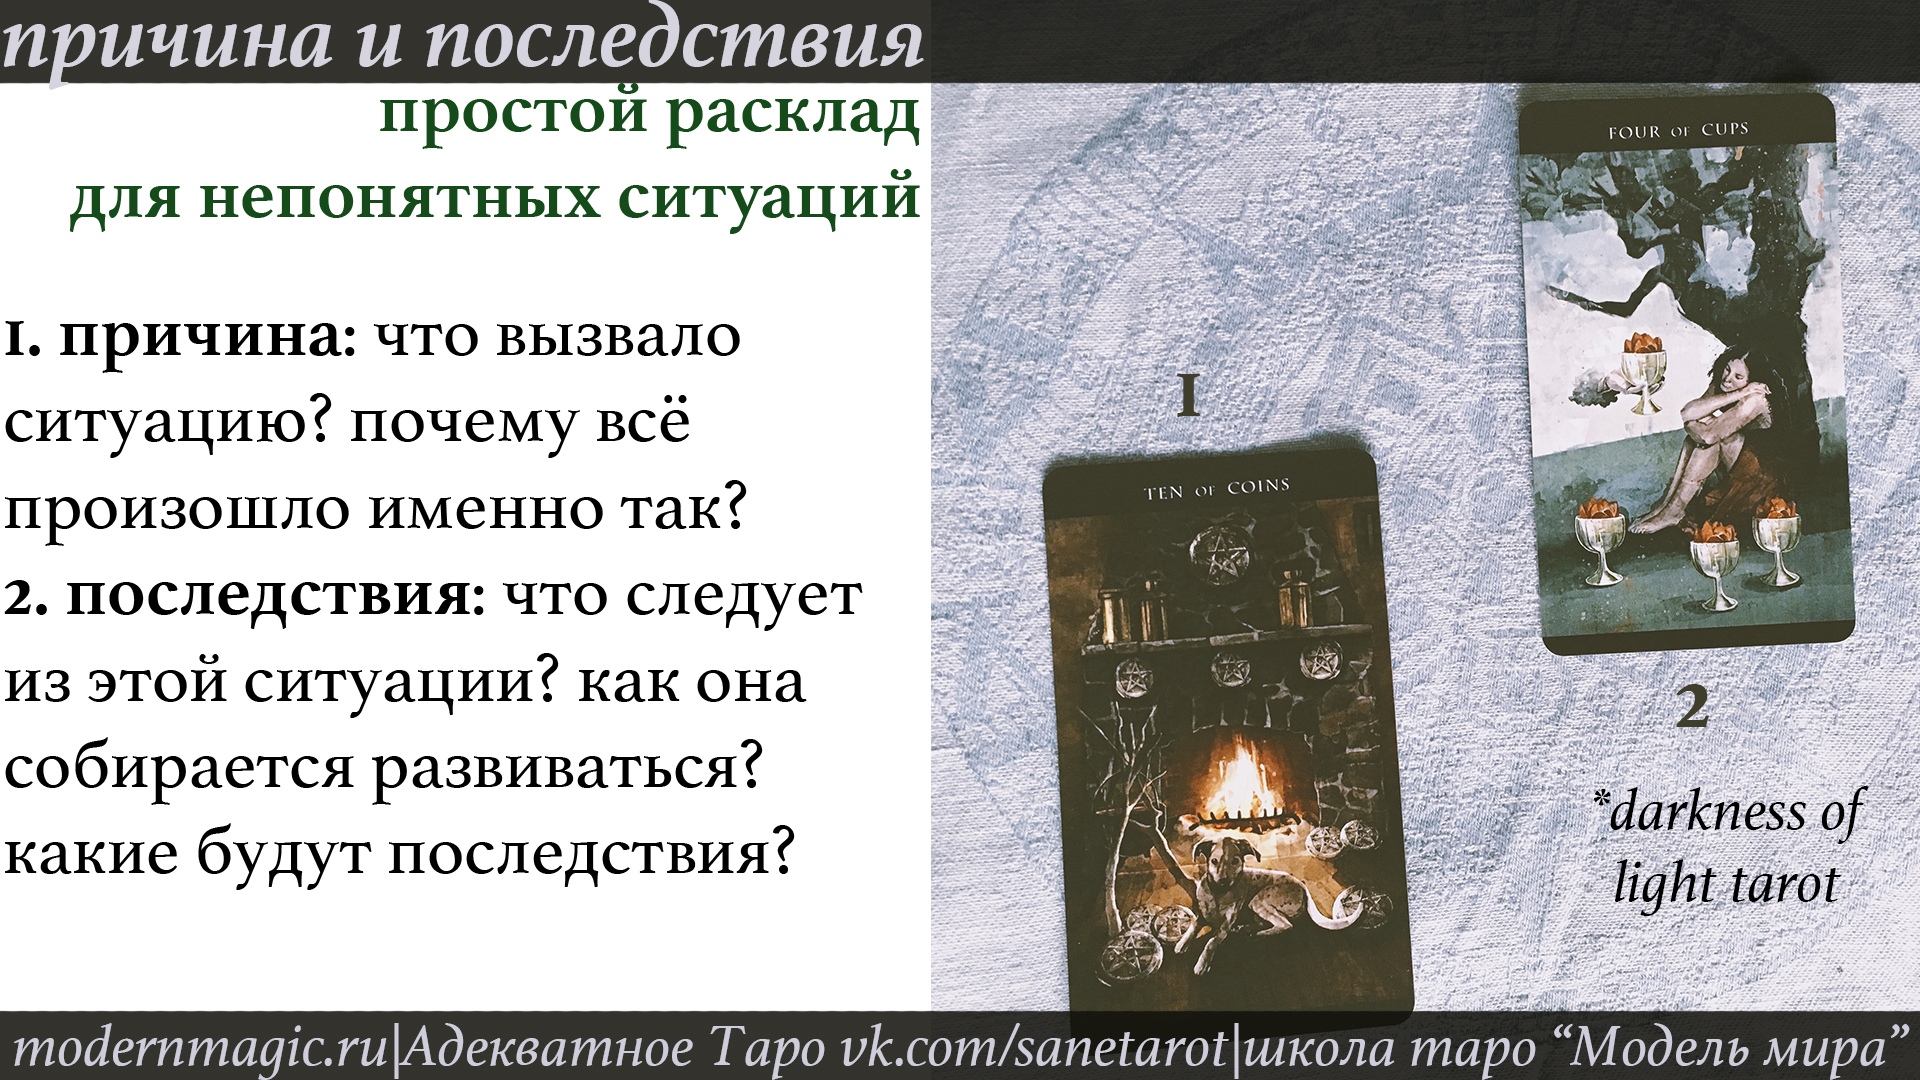 причина и последствия
простой расклад
для непонятных ситуаций
1. причина: что вызвало
ситуацию? почему всё
произошло именно так?
2. последствия: что следует
из этой ситуации? как она
собирается развиваться?
какие будут последствия?
1
TEN OF COINS
FOUR OF CUPS
2
*darkness of
light tarot
modernmagic.ru|Адекватное Таро vk.com/sanetarot|школа таро “Модель мира”